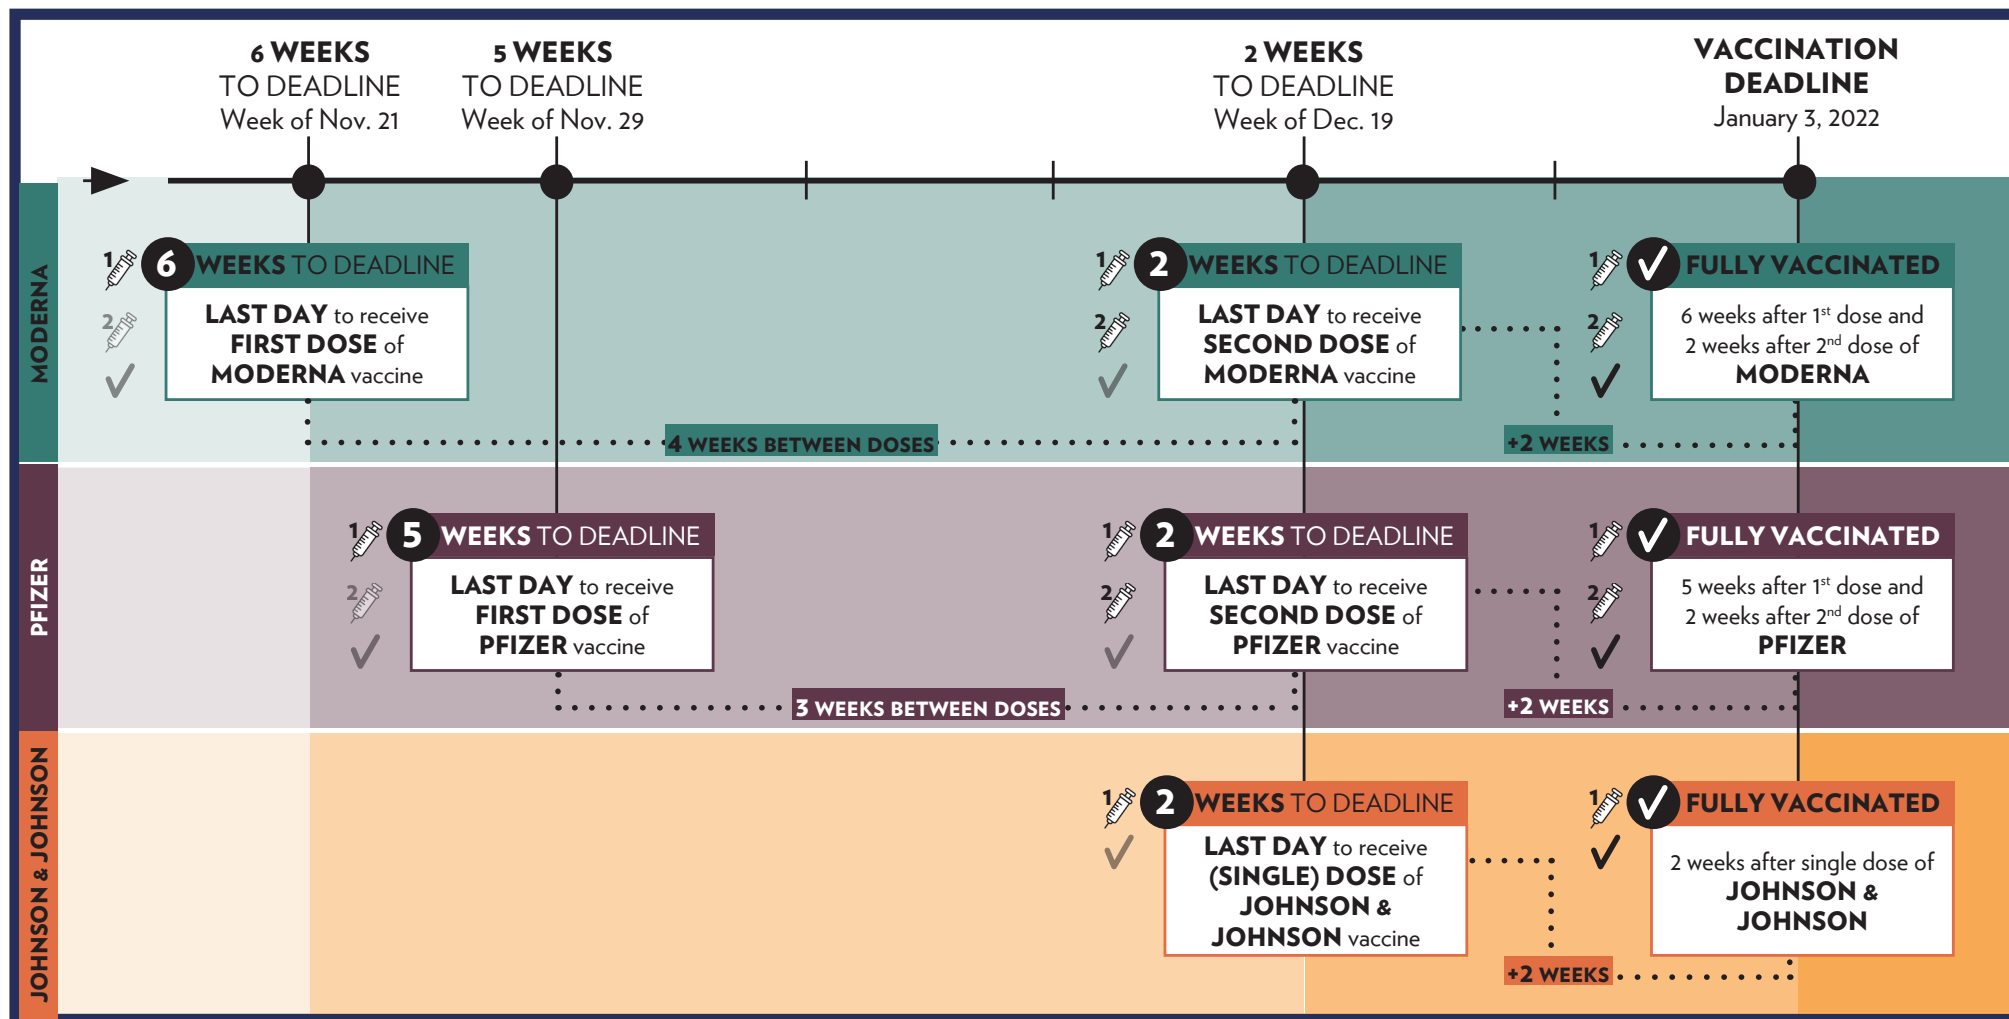 6 WEEKS
TO DEADLINE
Week of Nov. 21
5 WEEKS
TO DEADLINE
Week of Nov. 29
2 WEEKS
TO DEADLINE
Week of Dec. 19
VACCINATION
DEADLINE
January 3, 2022
MODERNA
1
2
6 WEEKS TO DEADLINE
LAST DAY to receive
FIRST DOSE of
MODERNA vaccine
1
2
2 WEEKS TO DEADLINE
LAST DAY to receive
SECOND DOSE of
MODERNA vaccine
1
2
FULLY VACCINATED
6 weeks after 1st dose and
2 weeks after 2nd dose of
MODERNA
4 WEEKS BETWEEN DOSES
+2 WEEKS
PFIZER
1
2
5 WEEKS TO DEADLINE
LAST DAY to receive
FIRST DOSE of
PFIZER vaccine
1
2
2 WEEKS TO DEADLINE
LAST DAY to receive
SECOND DOSE of
PFIZER vaccine
1
2
FULLY VACCINATED
5 weeks after 1st dose and
2 weeks after 2nd dose of
PFIZER
3 WEEKS BETWEEN DOSES
+2 WEEKS
JOHNSON & JOHNSON
1
2 WEEKS TO DEADLINE
LAST DAY to receive
(SINGLE) DOSE of
JOHNSON &
JOHNSON vaccine
1
FULLY VACCINATED
2 weeks after single dose of
JOHNSON &
JOHNSON
+2 WEEKS